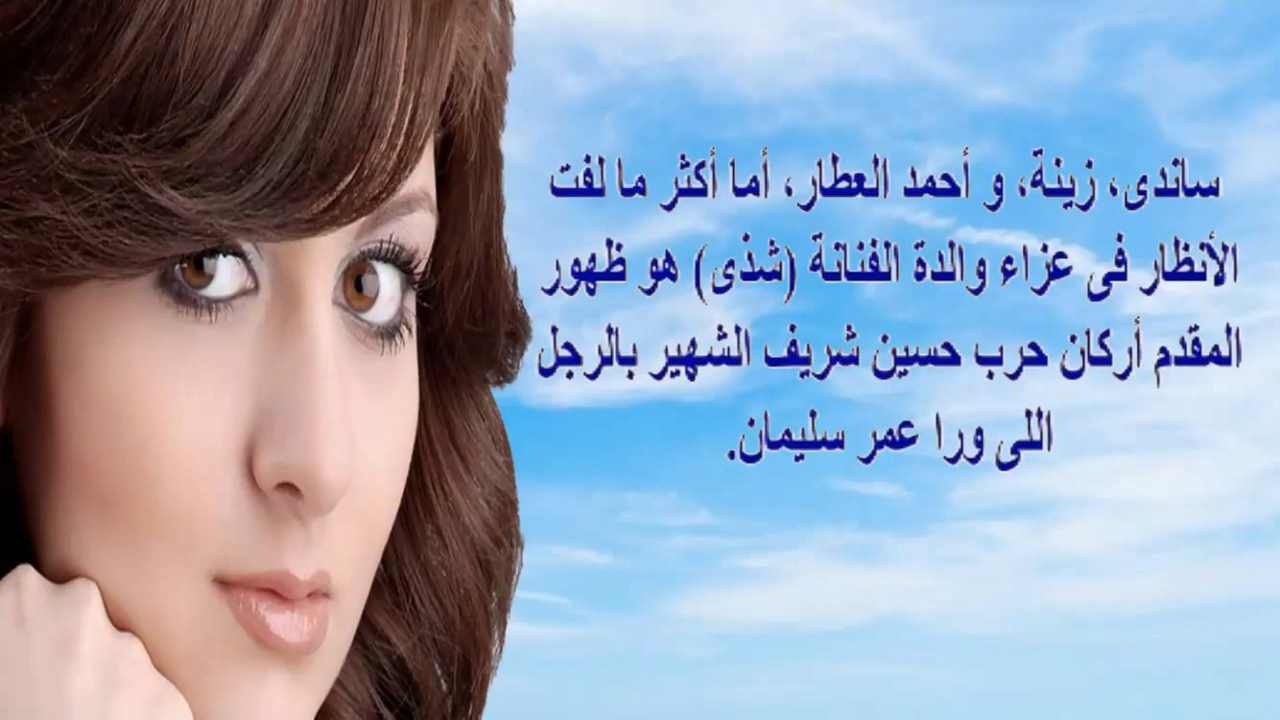 ساندى، زينة، و أحمد العطار، أما أكثر ما لفت
الأنظار فى عزاء والدة الفنانة (شذى) هو ظهور
المقدم أركان حرب حسين شريف الشهير بالرجل
اللى ورا عمر سليمان.